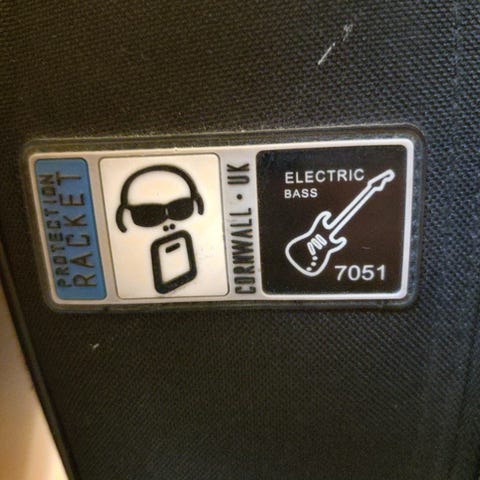 PROTECTION
RACKET
CORNWALL • UK
ELECTRIC
BASS
7051